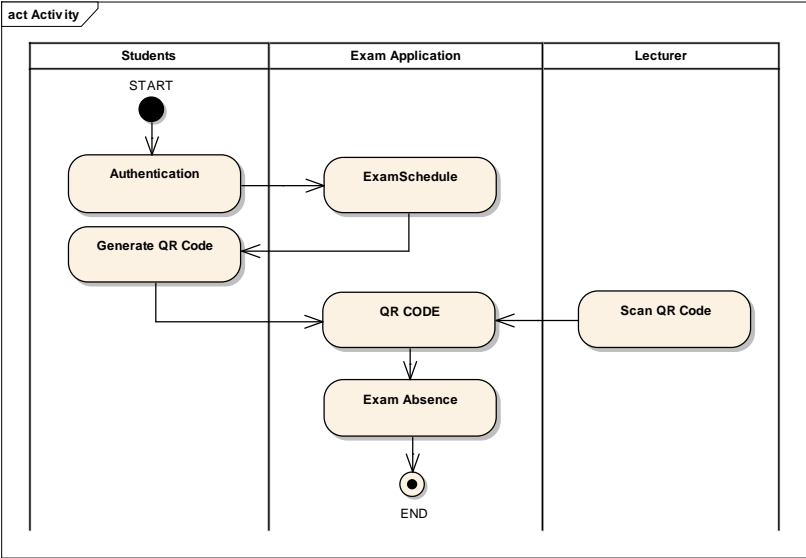 act Activity
Students
Exam Application
Lecturer
START
Authentication
ExamSchedule
Generate QR Code
QR CODE
Scan QR Code
Exam Absence
END